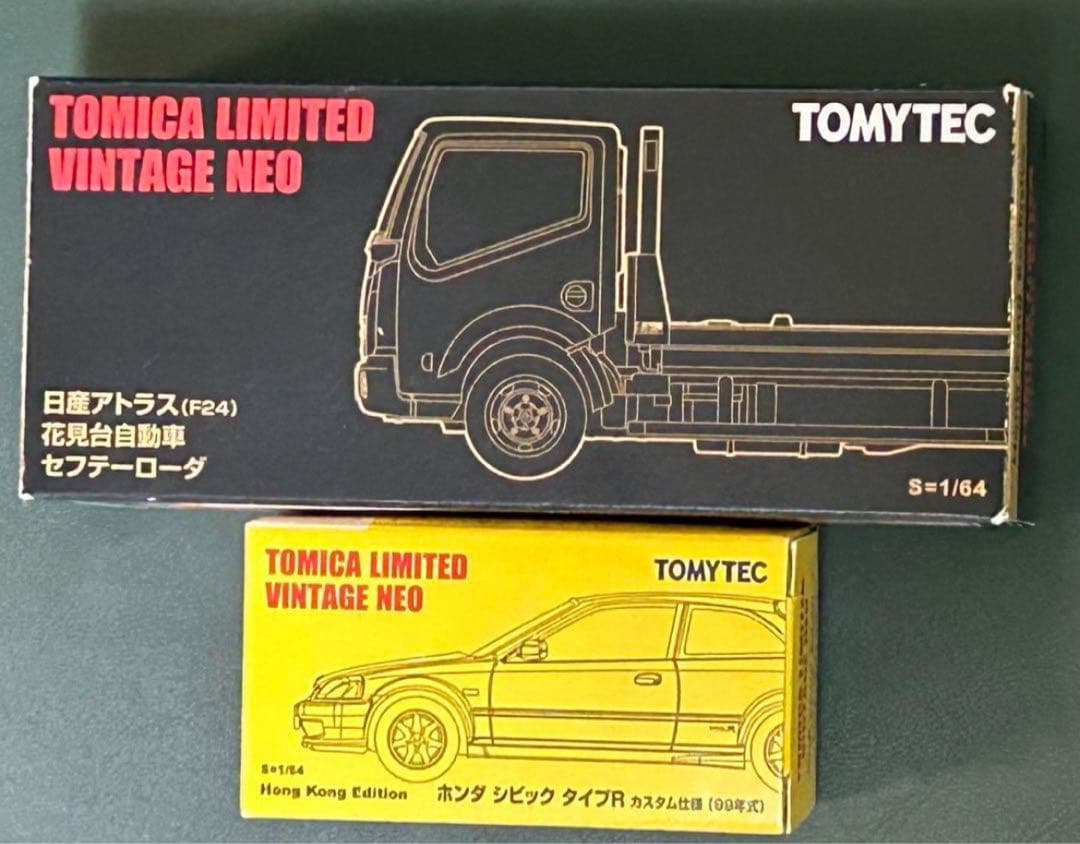 TOMICA LIMITED
VINTAGE NEO
TOMYTEC
日産アトラス(F24)
花見台自動車
セフテーローダ
S=1/64
TOMICA LIMITED
VINTAGE NEO
TOMYTEC
S=1/64
Hong Kong Edition
ホンダ シビック タイプR カスタム仕様 (99年式)